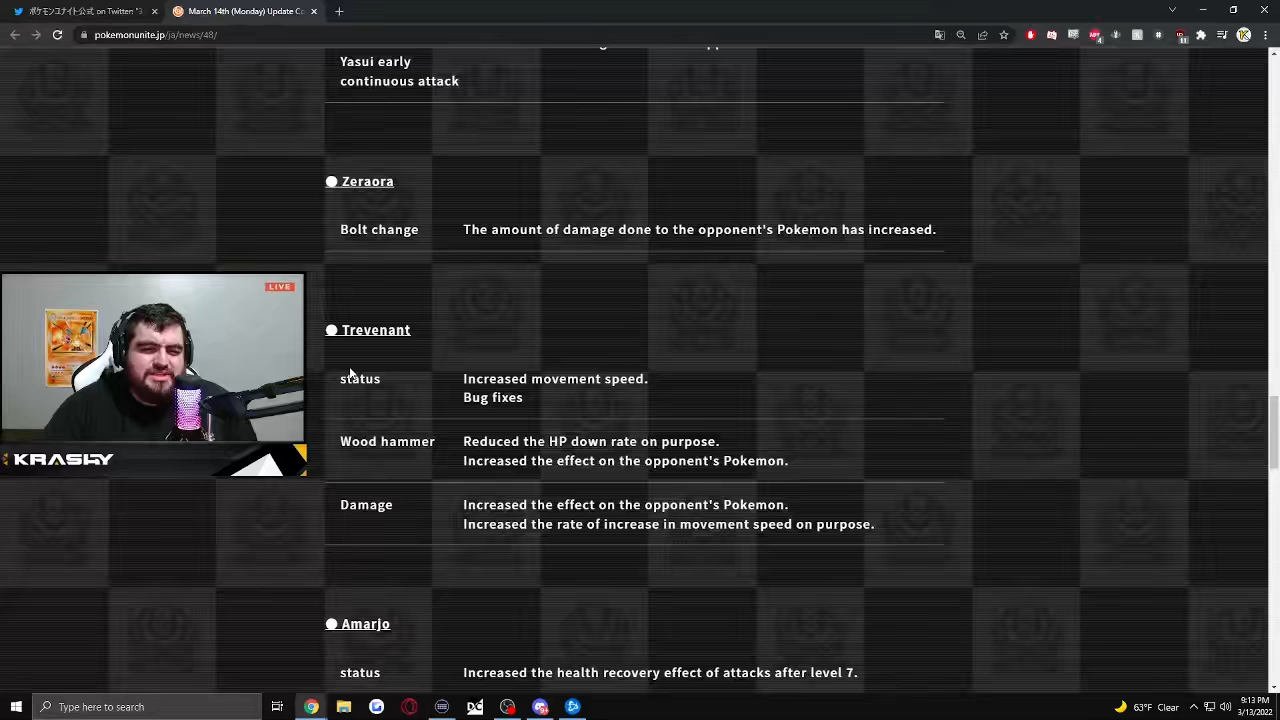 ポケモンユナイト公式 on Twitter: "3
March 14th (Monday) Update Co
pokemonunite.jp/ja/news/48/
Yasui early
continuous attack
Zeraora
Bolt change The amount of damage done to the opponent's Pokemon has increased.
LIVE
Trevenant
status Increased movement speed.
Bug fixes
Wood hammer Reduced the HP down rate on purpose.
Increased the effect on the opponent's Pokemon.
KRASHY
Damage Increased the effect on the opponent's Pokemon.
Increased the rate of increase in movement speed on purpose.
Amarjo
status Increased the health recovery effect of attacks after level 7.
Type here to search
63°F Clear
9:13 PM
3/13/2022